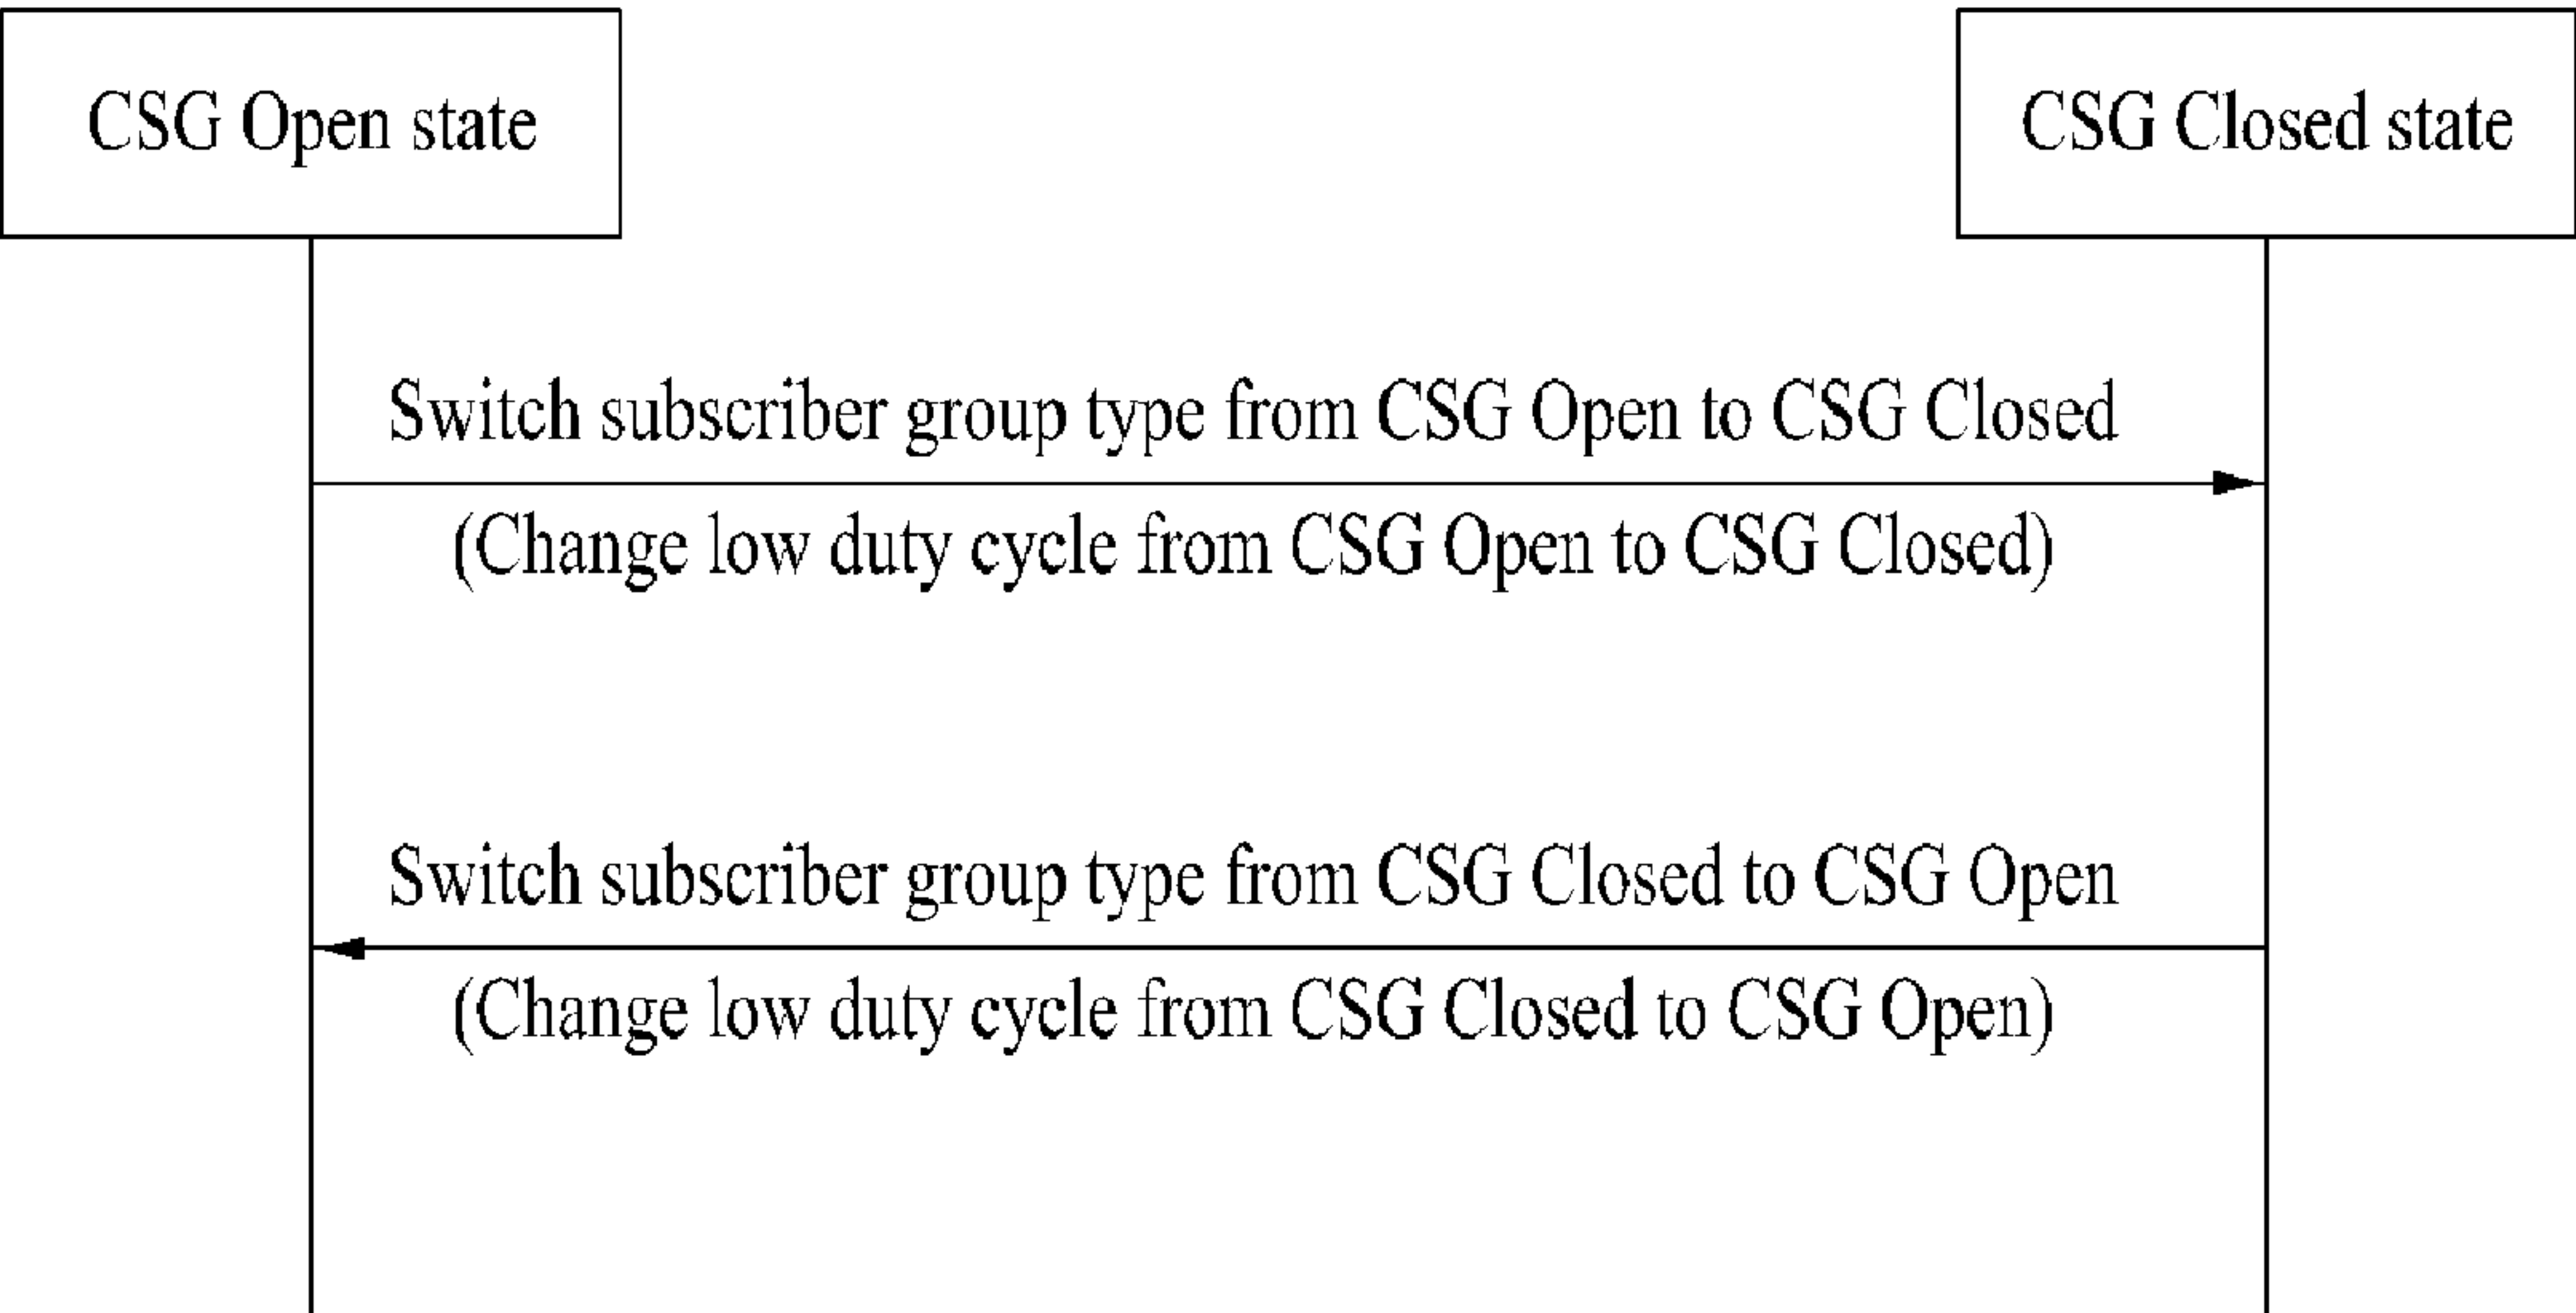 CSG Open state
CSG Closed state
Switch subscriber group type from CSG Open to CSG Closed
(Change low duty cycle from CSG Open to CSG Closed)
Switch subscriber group type from CSG Closed to CSG Open
(Change low duty cycle from CSG Closed to CSG Open)